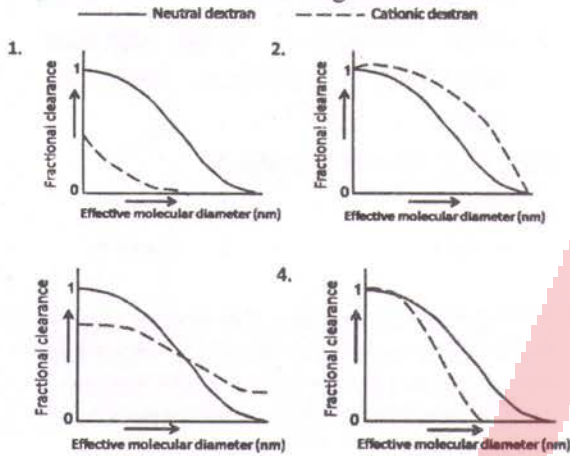 Neutral dextran Cationic dextran
1. 2.
Fractional clearance Fractional clearance
1 1
0 0
Effective molecular diameter (nm) Effective molecular diameter (nm)
4.
Fractional clearance Fractional clearance
1 1
0 0
Effective molecular diameter (nm) Effective molecular diameter (nm)